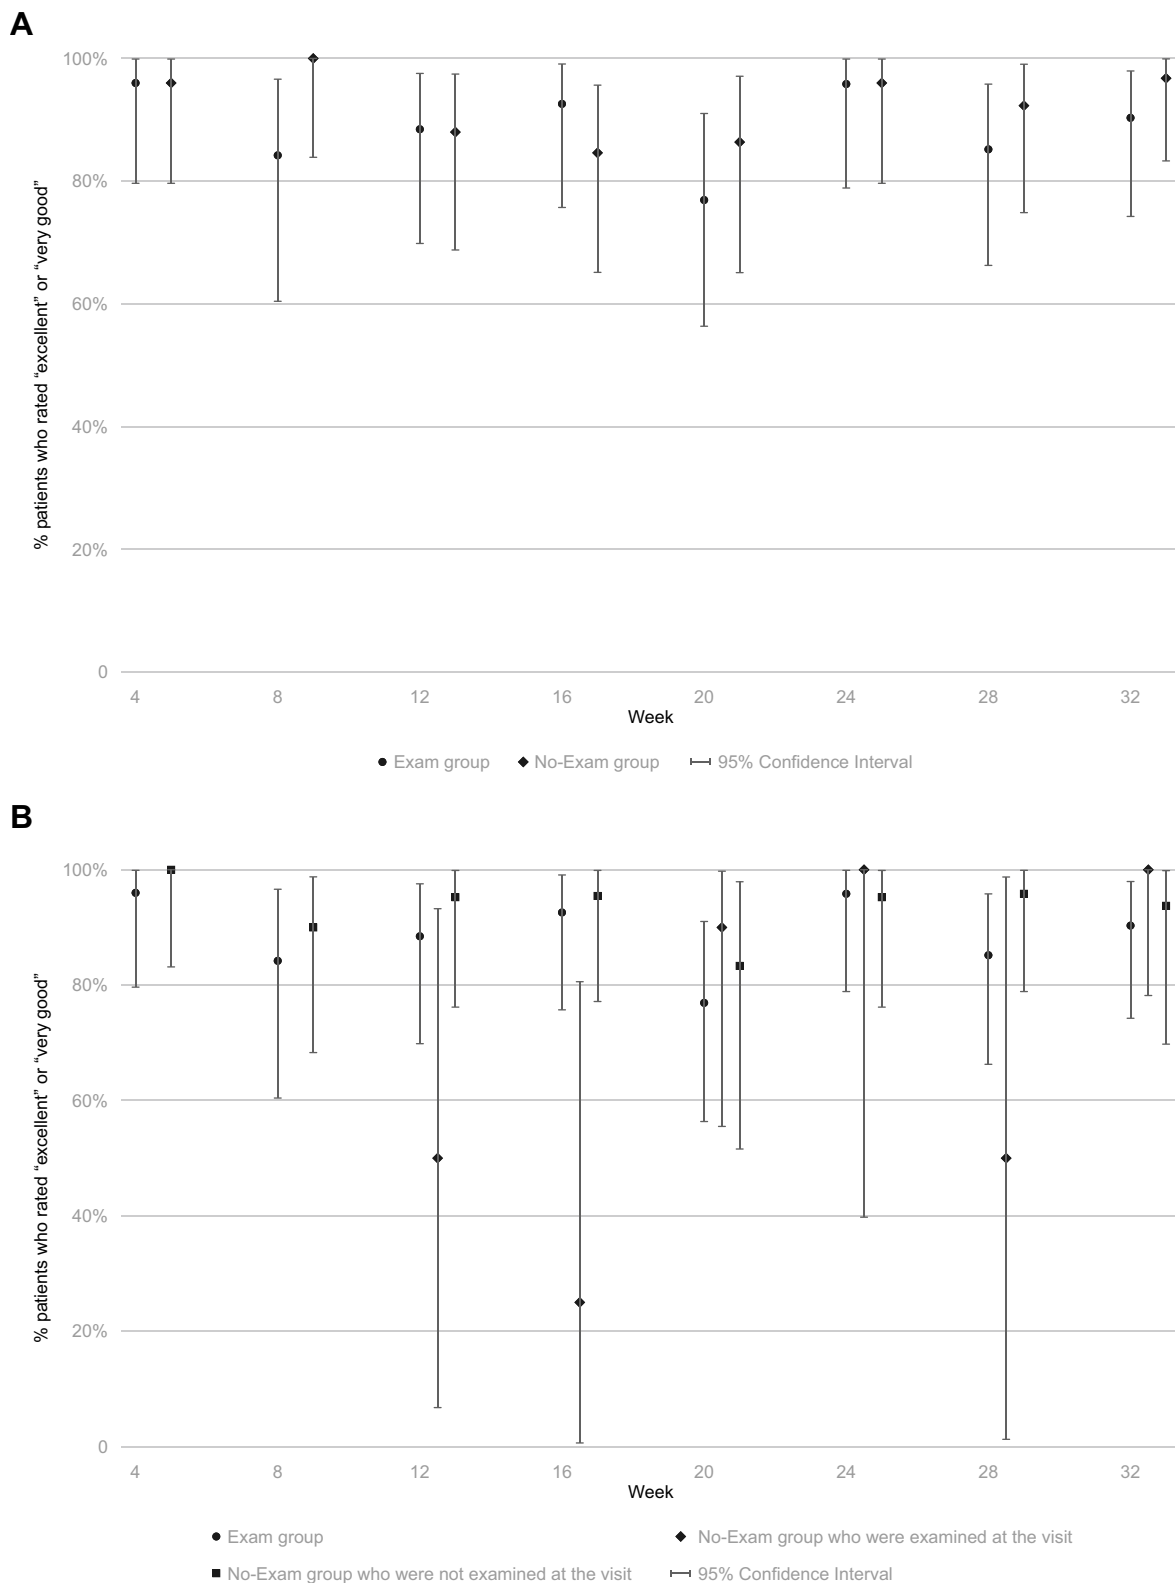 A
100%
80%
60%
40%
20%
0
% patients who rated “excellent” or “very good”
4 8 12 16 20 24 28 32
Week
Exam group No-Exam group 95% Confidence Interval
B
100%
80%
60%
40%
20%
0
% patients who rated “excellent” or “very good”
4 8 12 16 20 24 28 32
Week
Exam group No-Exam group who were examined at the visit
No-Exam group who were not examined at the visit 95% Confidence Interval